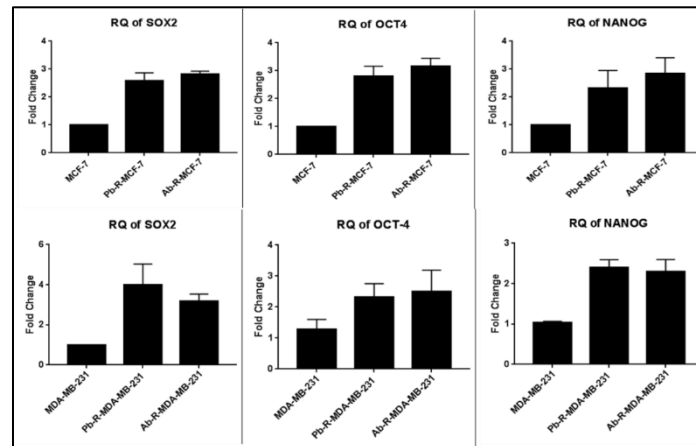 RQ of SOX2
Fold Change
4
3
2
1
0
MCF-7
Pb-R-MCF-7
Ab-R-MCF-7
RQ of OCT4
Fold Change
4
3
2
1
0
MCF-7
Pb-R-MCF-7
Ab-R-MCF-7
RQ of NANOG
Fold Change
4
3
2
1
0
MCF-7
Pb-R-MCF-7
Ab-R-MCF-7
RQ of SOX2
Fold Change
6
4
2
0
MDA-MB-231
Pb-R-MDA-MB-231
Ab-R-MDA-MB-231
RQ of OCT-4
Fold Change
4
3
2
1
0
MDA-MB-231
Pb-R-MDA-MB-231
Ab-R-MDA-MB-231
RQ of NANOG
Fold Change
3
2
1
0
MDA-MB-231
Pb-R-MDA-MB-231
Ab-R-MDA-MB-231